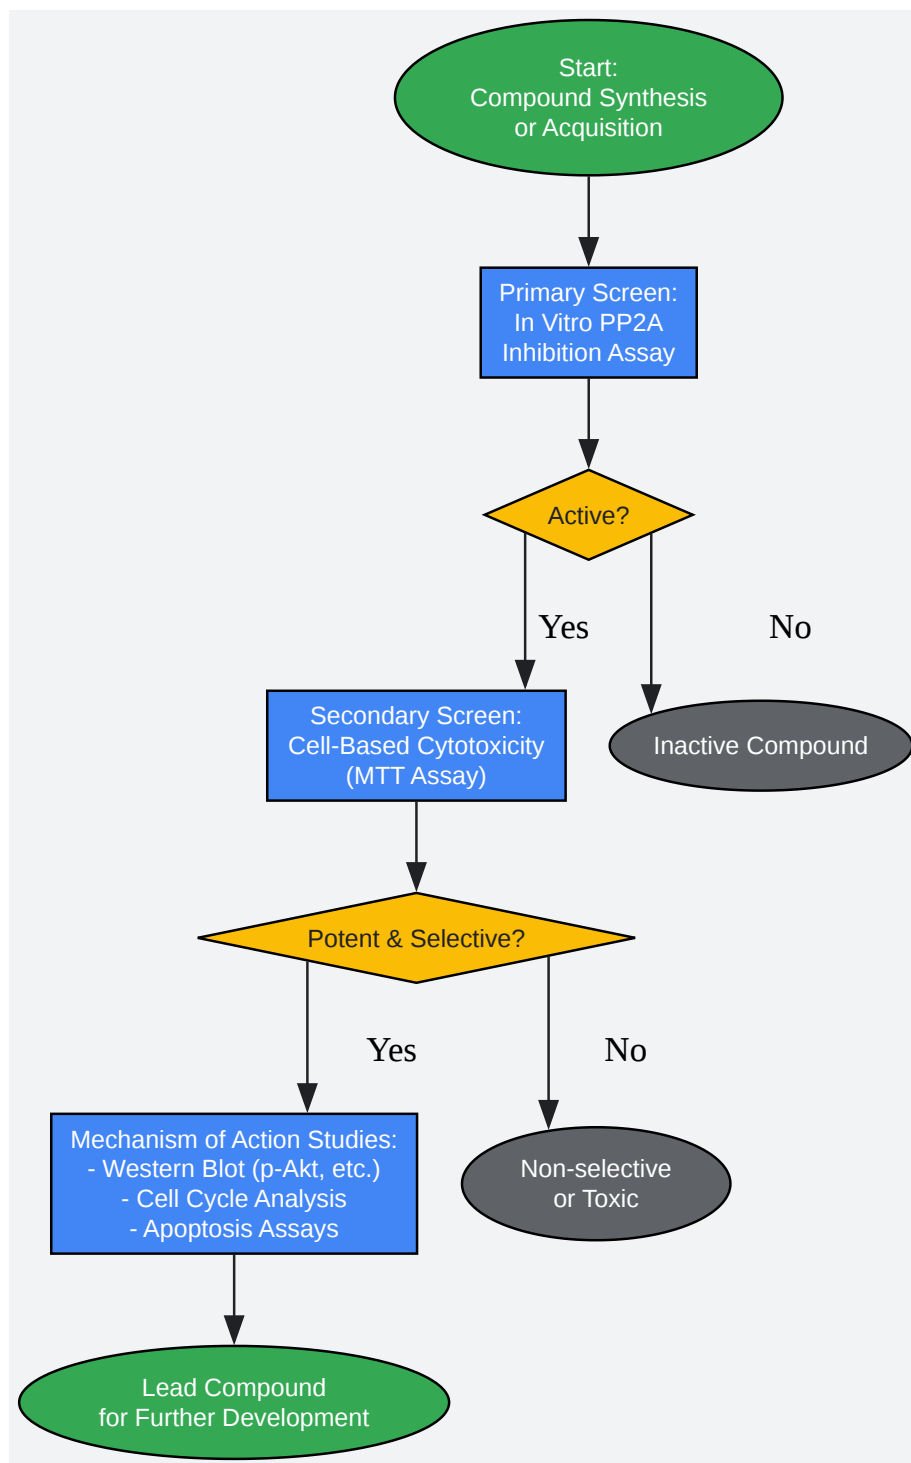 Start:
Compound Synthesis
or Acquisition
Primary Screen:
In Vitro PP2A
Inhibition Assay
Active?
Yes
No
Secondary Screen:
Cell-Based Cytotoxicity
(MTT Assay)
Inactive Compound
Potent & Selective?
Yes
No
Mechanism of Action Studies:
- Western Blot (p-Akt, etc.)
- Cell Cycle Analysis
- Apoptosis Assays
Non-selective
or Toxic
Lead Compound
for Further Development